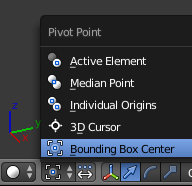 Pivot Point
Active Element
Median Point
Individual Origins
3D Cursor
Bounding Box Center
z
y
x